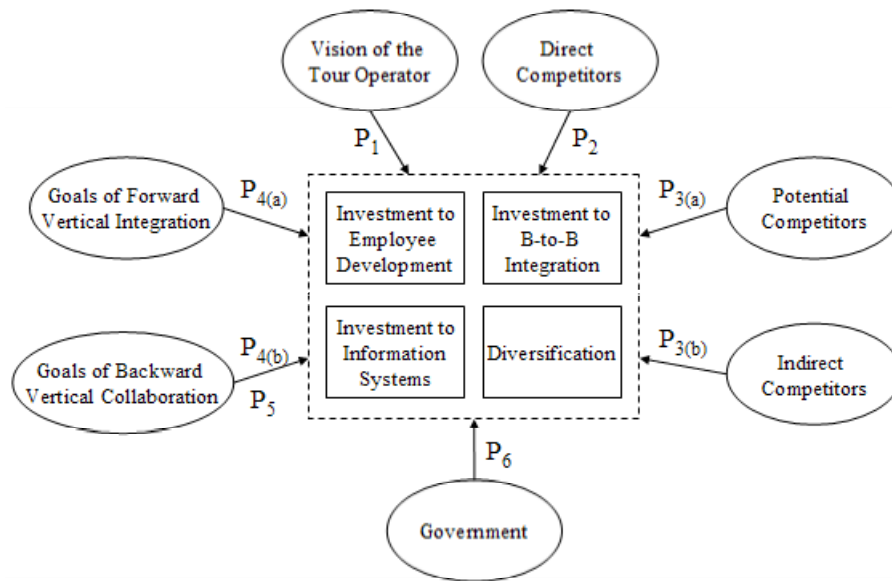 Vision of the
Tour Operator
Direct
Competitors
P1
P2
Goals of Forward
Vertical Integration
P4(a)
Investment to
Employee
Development
Investment to
B-to-B
Integration
P3(a)
Potential
Competitors
Goals of Backward
Vertical Collaboration
P4(b)
P5
Investment to
Information
Systems
Diversification
P3(b)
Indirect
Competitors
P6
Government